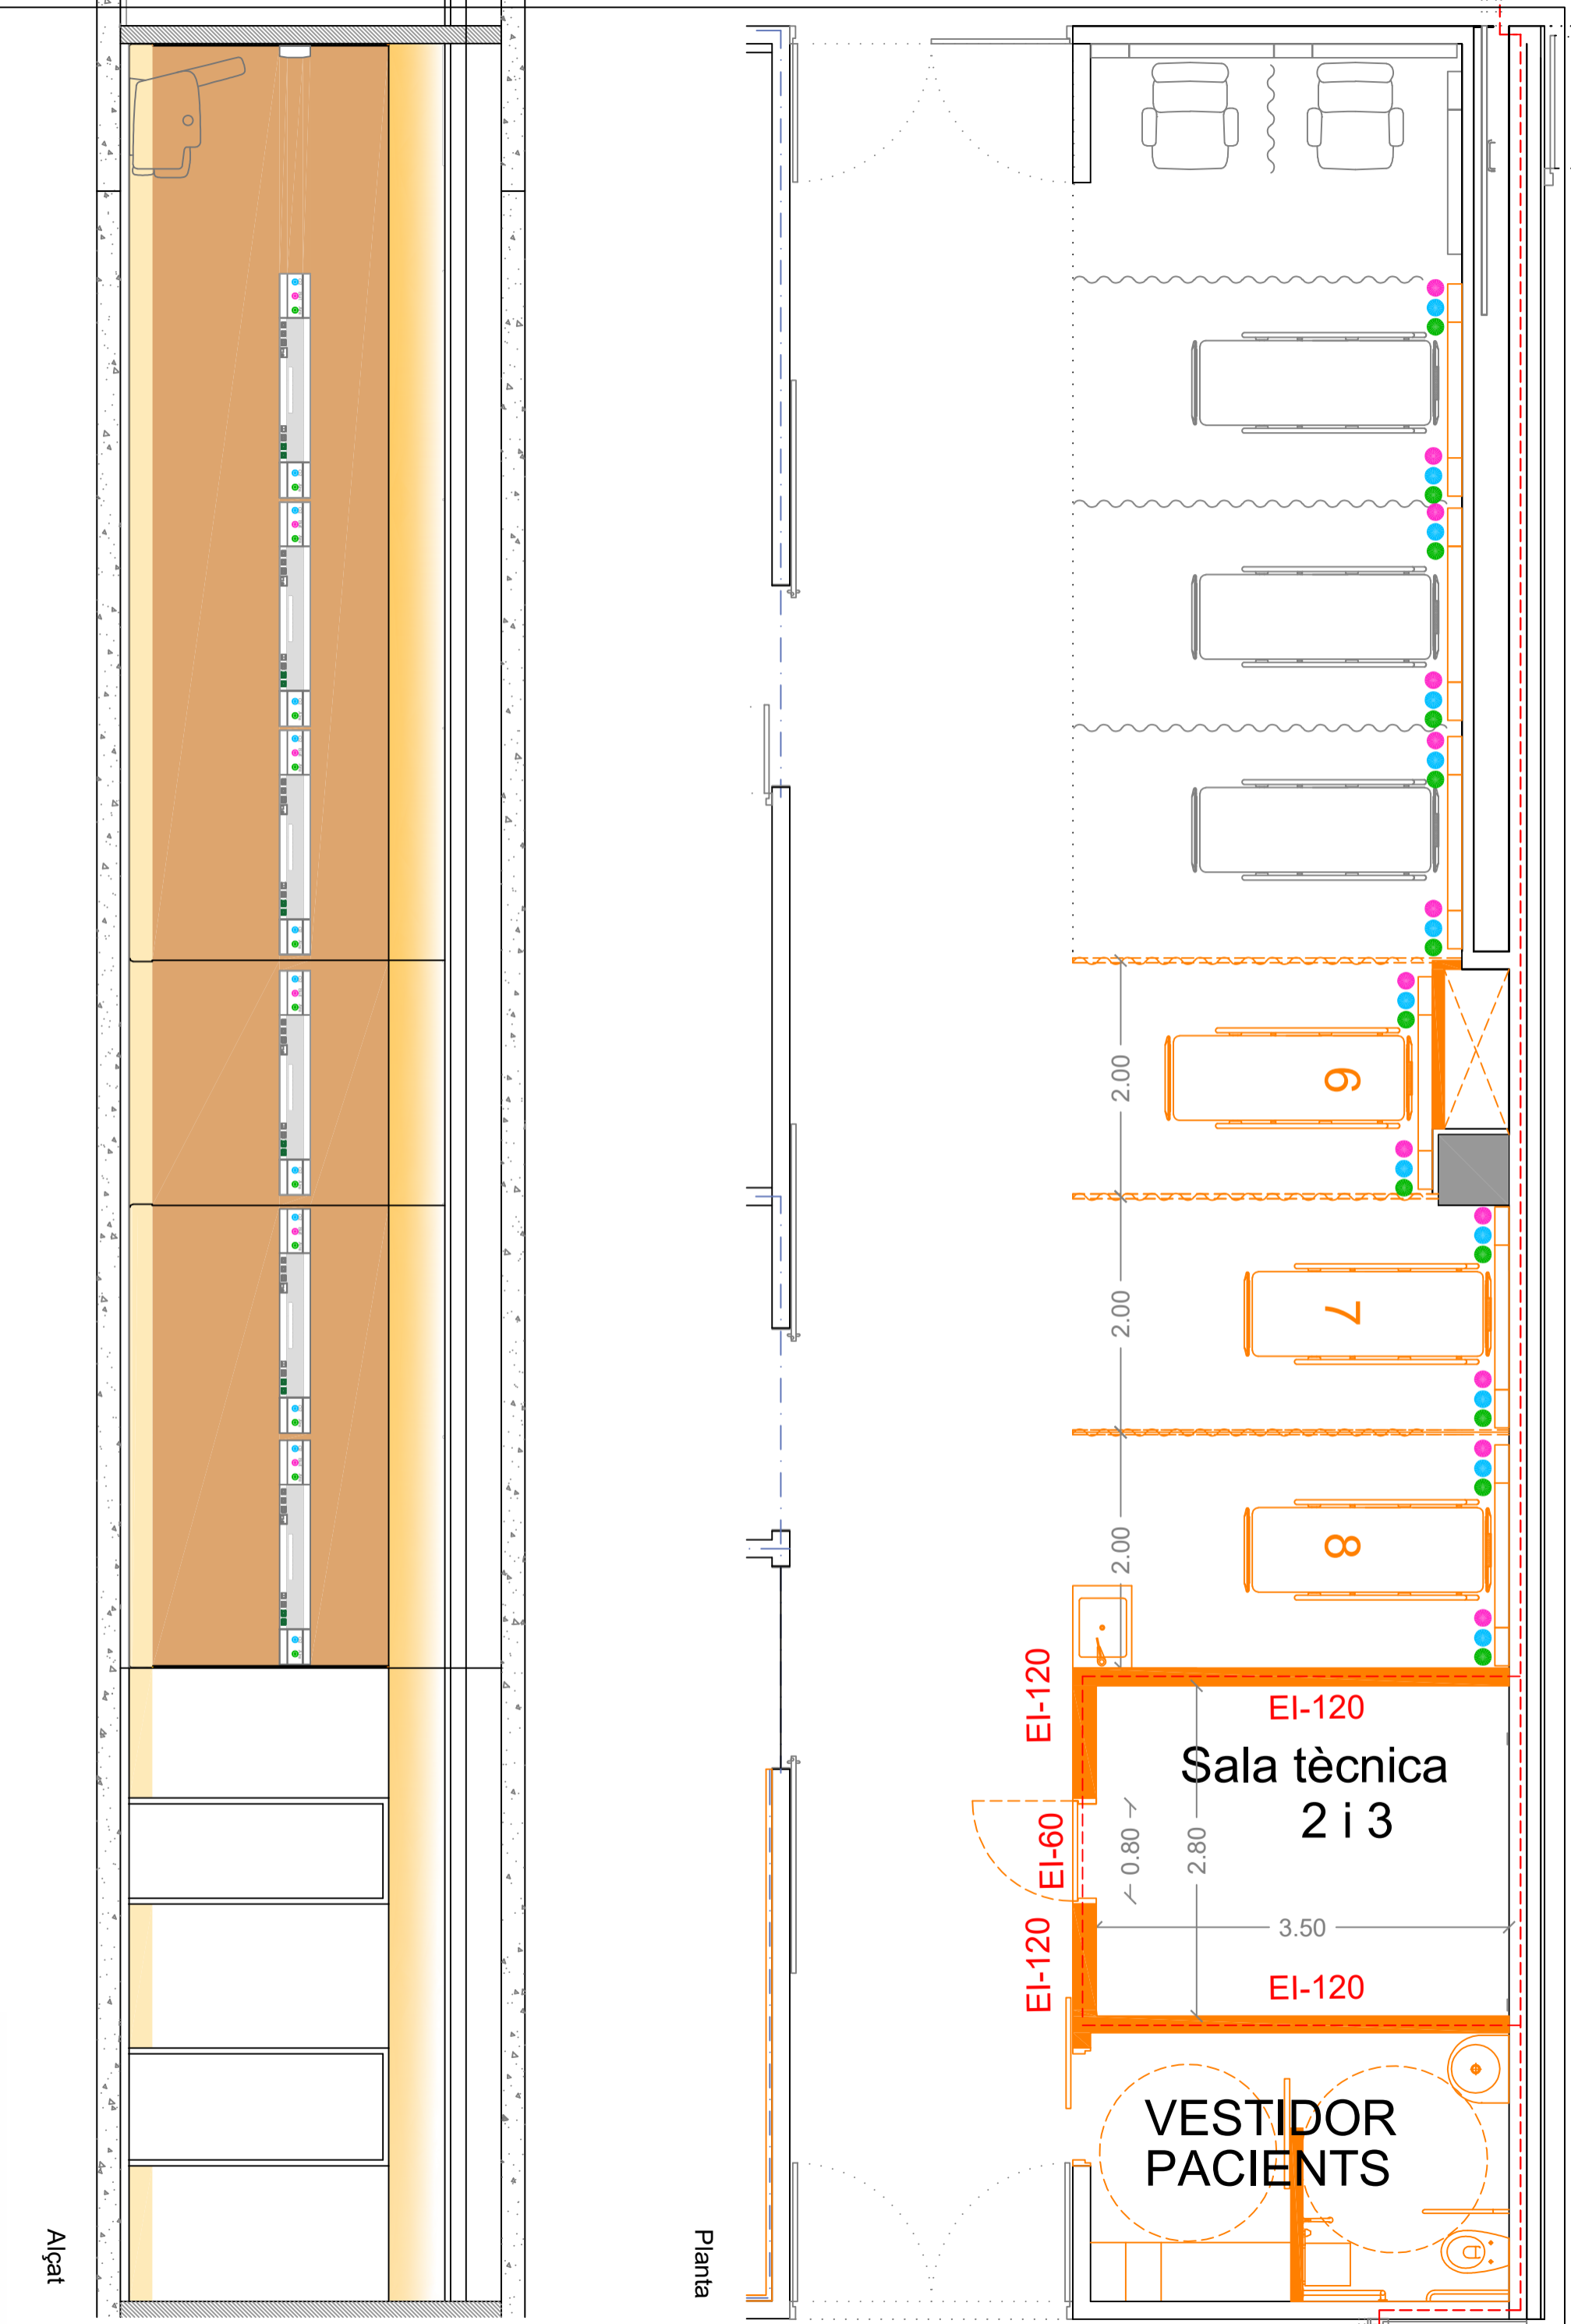 6
2.00
7
2.00
8
2.00
EI-120
EI-120
Sala tècnica
2 i 3
EI-60
0.80
2.80
3.50
EI-120
EI-120
VESTIDOR
PACIENTS
Planta
Alçat